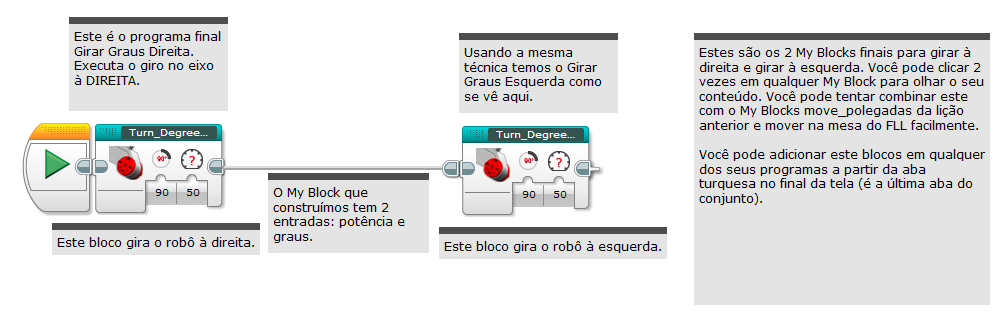 Este é o programa final
Girar Graus Direita.
Executa o giro no eixo
à DIREITA.
Turn_Degree...
90°
?
90
50
Este bloco gira o robô à direita.
O My Block que
construímos tem 2
entradas: potência e
graus.
Usando a mesma
técnica temos o Girar
Graus Esquerda como
se vê aqui.
Turn_Degree...
90°
?
90
50
Este bloco gira o robô à esquerda.
Estes são os 2 My Blocks finais para girar à
direita e girar à esquerda. Você pode clicar 2
vezes em qualquer My Block para olhar o seu
conteúdo. Você pode tentar combinar este
com o My Blocks move_polegadas da lição
anterior e mover na mesa do FLL facilmente.
Você pode adicionar este blocos em qualquer
dos seus programas a partir da aba
turquesa no final da tela (é a última aba do
conjunto).